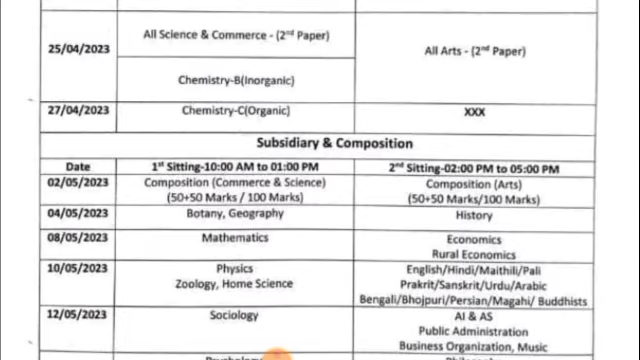 25/04/2023
All Science & Commerce - (2nd Paper)
All Arts - (2nd Paper)
Chemistry-B(Inorganic)
27/04/2023 Chemistry-C(Organic) XXX
Subsidiary & Composition
Date 1st Sitting-10:00 AM to 01:00 PM 2nd Sitting-02:00 PM to 05:00 PM
02/05/2023 Composition (Commerce & Science) Composition (Arts)
(50+50 Marks / 100 Marks) (50+50 Marks/100 Marks)
04/05/2023 Botany, Geography History
08/05/2023 Mathematics Economics
Rural Economics
10/05/2023 Physics English/Hindi/Maithili/Pali
Zoology, Home Science Prakrit/Sanskrit/Urdu/Arabic
Bengali/Bhojpuri/Persian/Magahi/ Buddhists
12/05/2023 Sociology AI & AS
Public Administration
Business Organization, Music